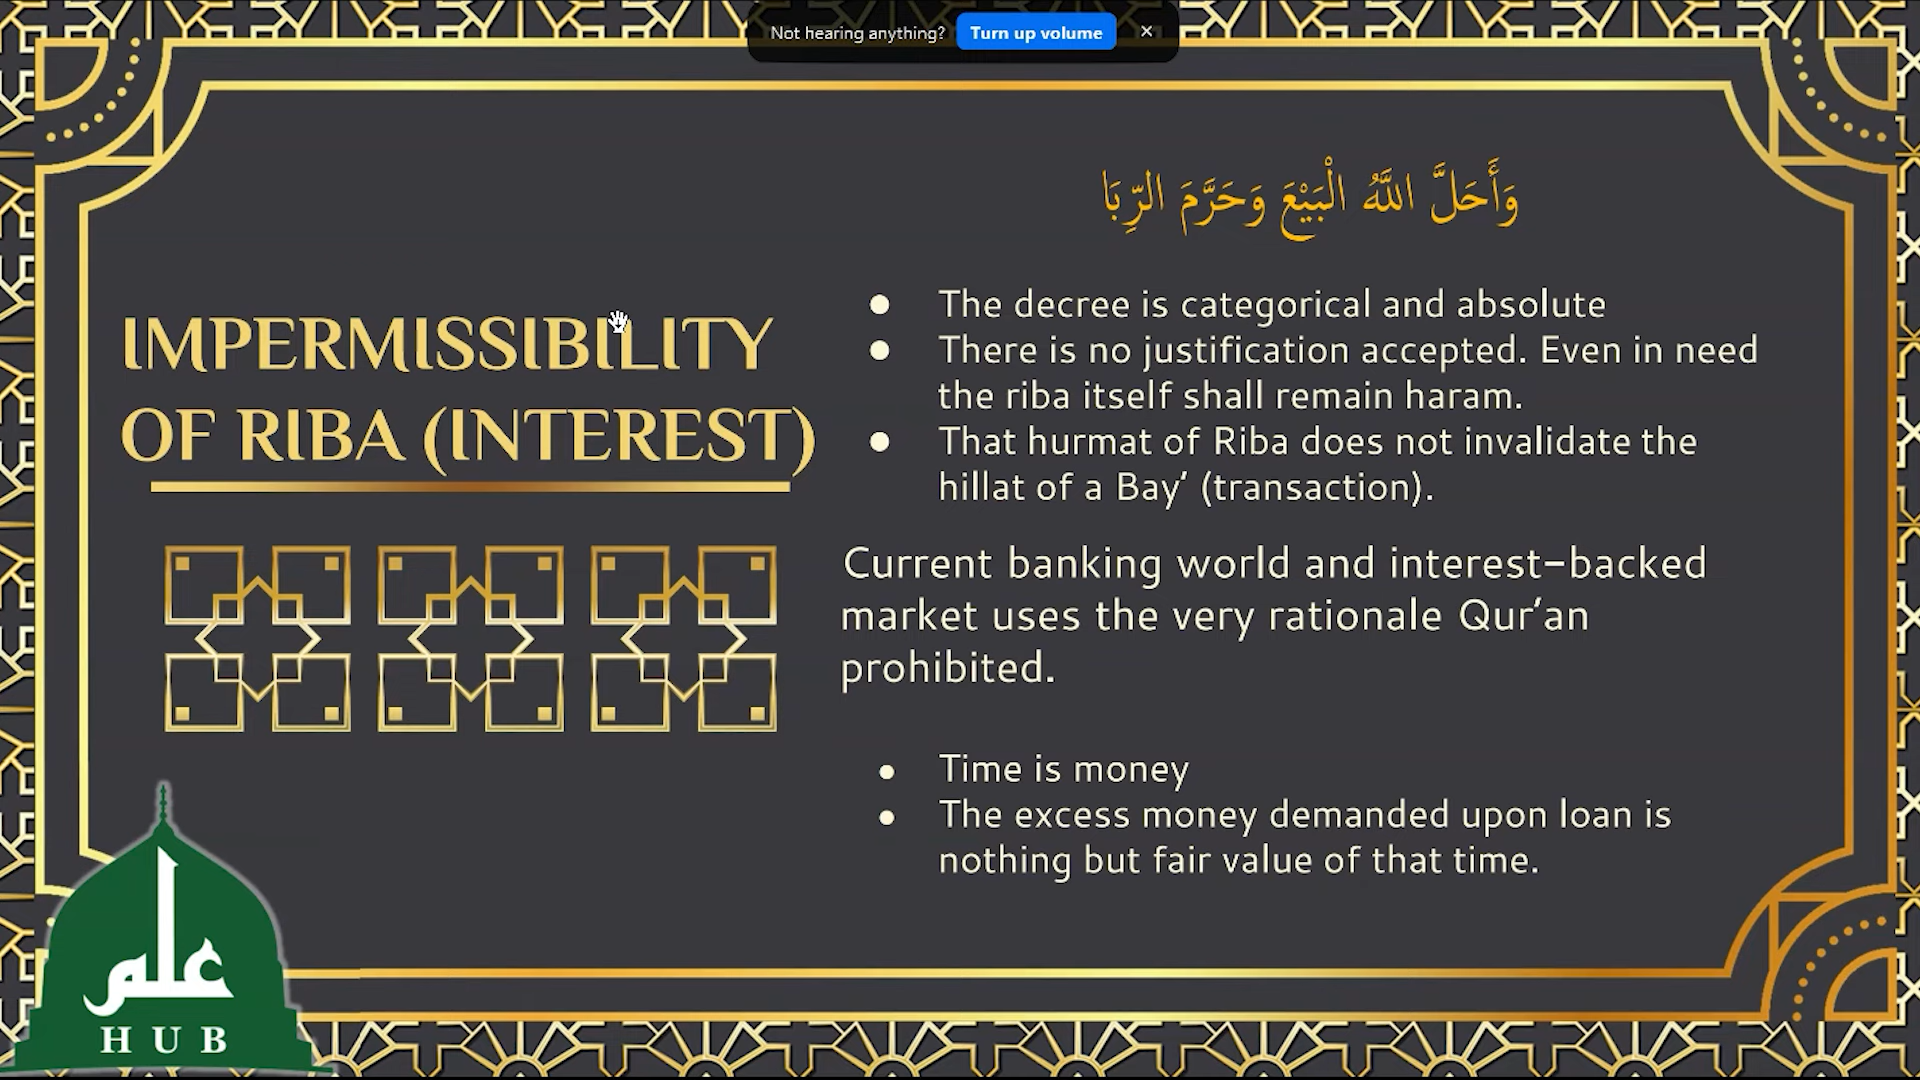 Not hearing anything? Turn up volume ×
وَأَحَلَّ اللَّهُ الْبَيْعَ وَحَرَّمَ الرِّبَا
IMPERMISSIBILITY
OF RIBA (INTEREST)
● The decree is categorical and absolute
● There is no justification accepted. Even in need
the riba itself shall remain haram.
● That hurmat of Riba does not invalidate the
hillat of a Bay’ (transaction).
Current banking world and interest-backed
market uses the very rationale Qur’an
prohibited.
● Time is money
● The excess money demanded upon loan is
nothing but fair value of that time.
علم
HUB